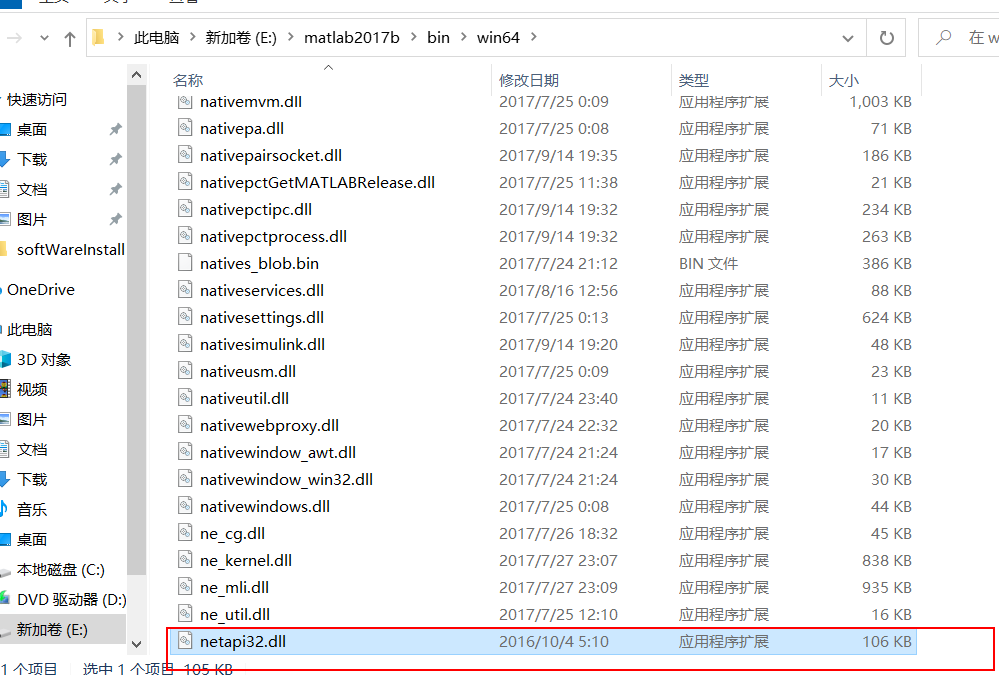 此电脑 新加卷 (E:) matlab2017b bin win64
在 w
名称 修改日期 类型 大小
nativemvm.dll 2017/7/25 0:09 应用程序扩展 1,003 KB
nativepa.dll 2017/7/25 0:08 应用程序扩展 71 KB
nativepairsocket.dll 2017/9/14 19:35 应用程序扩展 186 KB
nativepctGetMATLABRelease.dll 2017/7/25 11:38 应用程序扩展 21 KB
nativepctipc.dll 2017/9/14 19:32 应用程序扩展 234 KB
nativepctprocess.dll 2017/9/14 19:32 应用程序扩展 263 KB
natives_blob.bin 2017/7/24 21:12 BIN 文件 386 KB
nativeservices.dll 2017/8/16 12:56 应用程序扩展 88 KB
nativesettings.dll 2017/7/25 0:13 应用程序扩展 624 KB
nativesimulink.dll 2017/9/14 19:20 应用程序扩展 48 KB
nativeusm.dll 2017/7/25 0:09 应用程序扩展 23 KB
nativeutil.dll 2017/7/24 23:40 应用程序扩展 11 KB
nativewebproxy.dll 2017/7/24 22:32 应用程序扩展 20 KB
nativewindow_awt.dll 2017/7/24 21:24 应用程序扩展 17 KB
nativewindow_win32.dll 2017/7/24 21:24 应用程序扩展 30 KB
nativewindows.dll 2017/7/25 0:08 应用程序扩展 44 KB
ne_cg.dll 2017/7/26 18:32 应用程序扩展 45 KB
ne_kernel.dll 2017/7/27 23:07 应用程序扩展 838 KB
ne_mli.dll 2017/7/27 23:09 应用程序扩展 935 KB
ne_util.dll 2017/7/25 12:10 应用程序扩展 16 KB
netapi32.dll 2016/10/4 5:10 应用程序扩展 106 KB
快速访问
桌面
下载
文档
图片
softWareInstall
OneDrive
此电脑
3D 对象
视频
图片
文档
下载
音乐
桌面
本地磁盘 (C:)
DVD 驱动器 (D:)
新加卷 (E:)
1 个项目 选中 1 个项目 105 KB